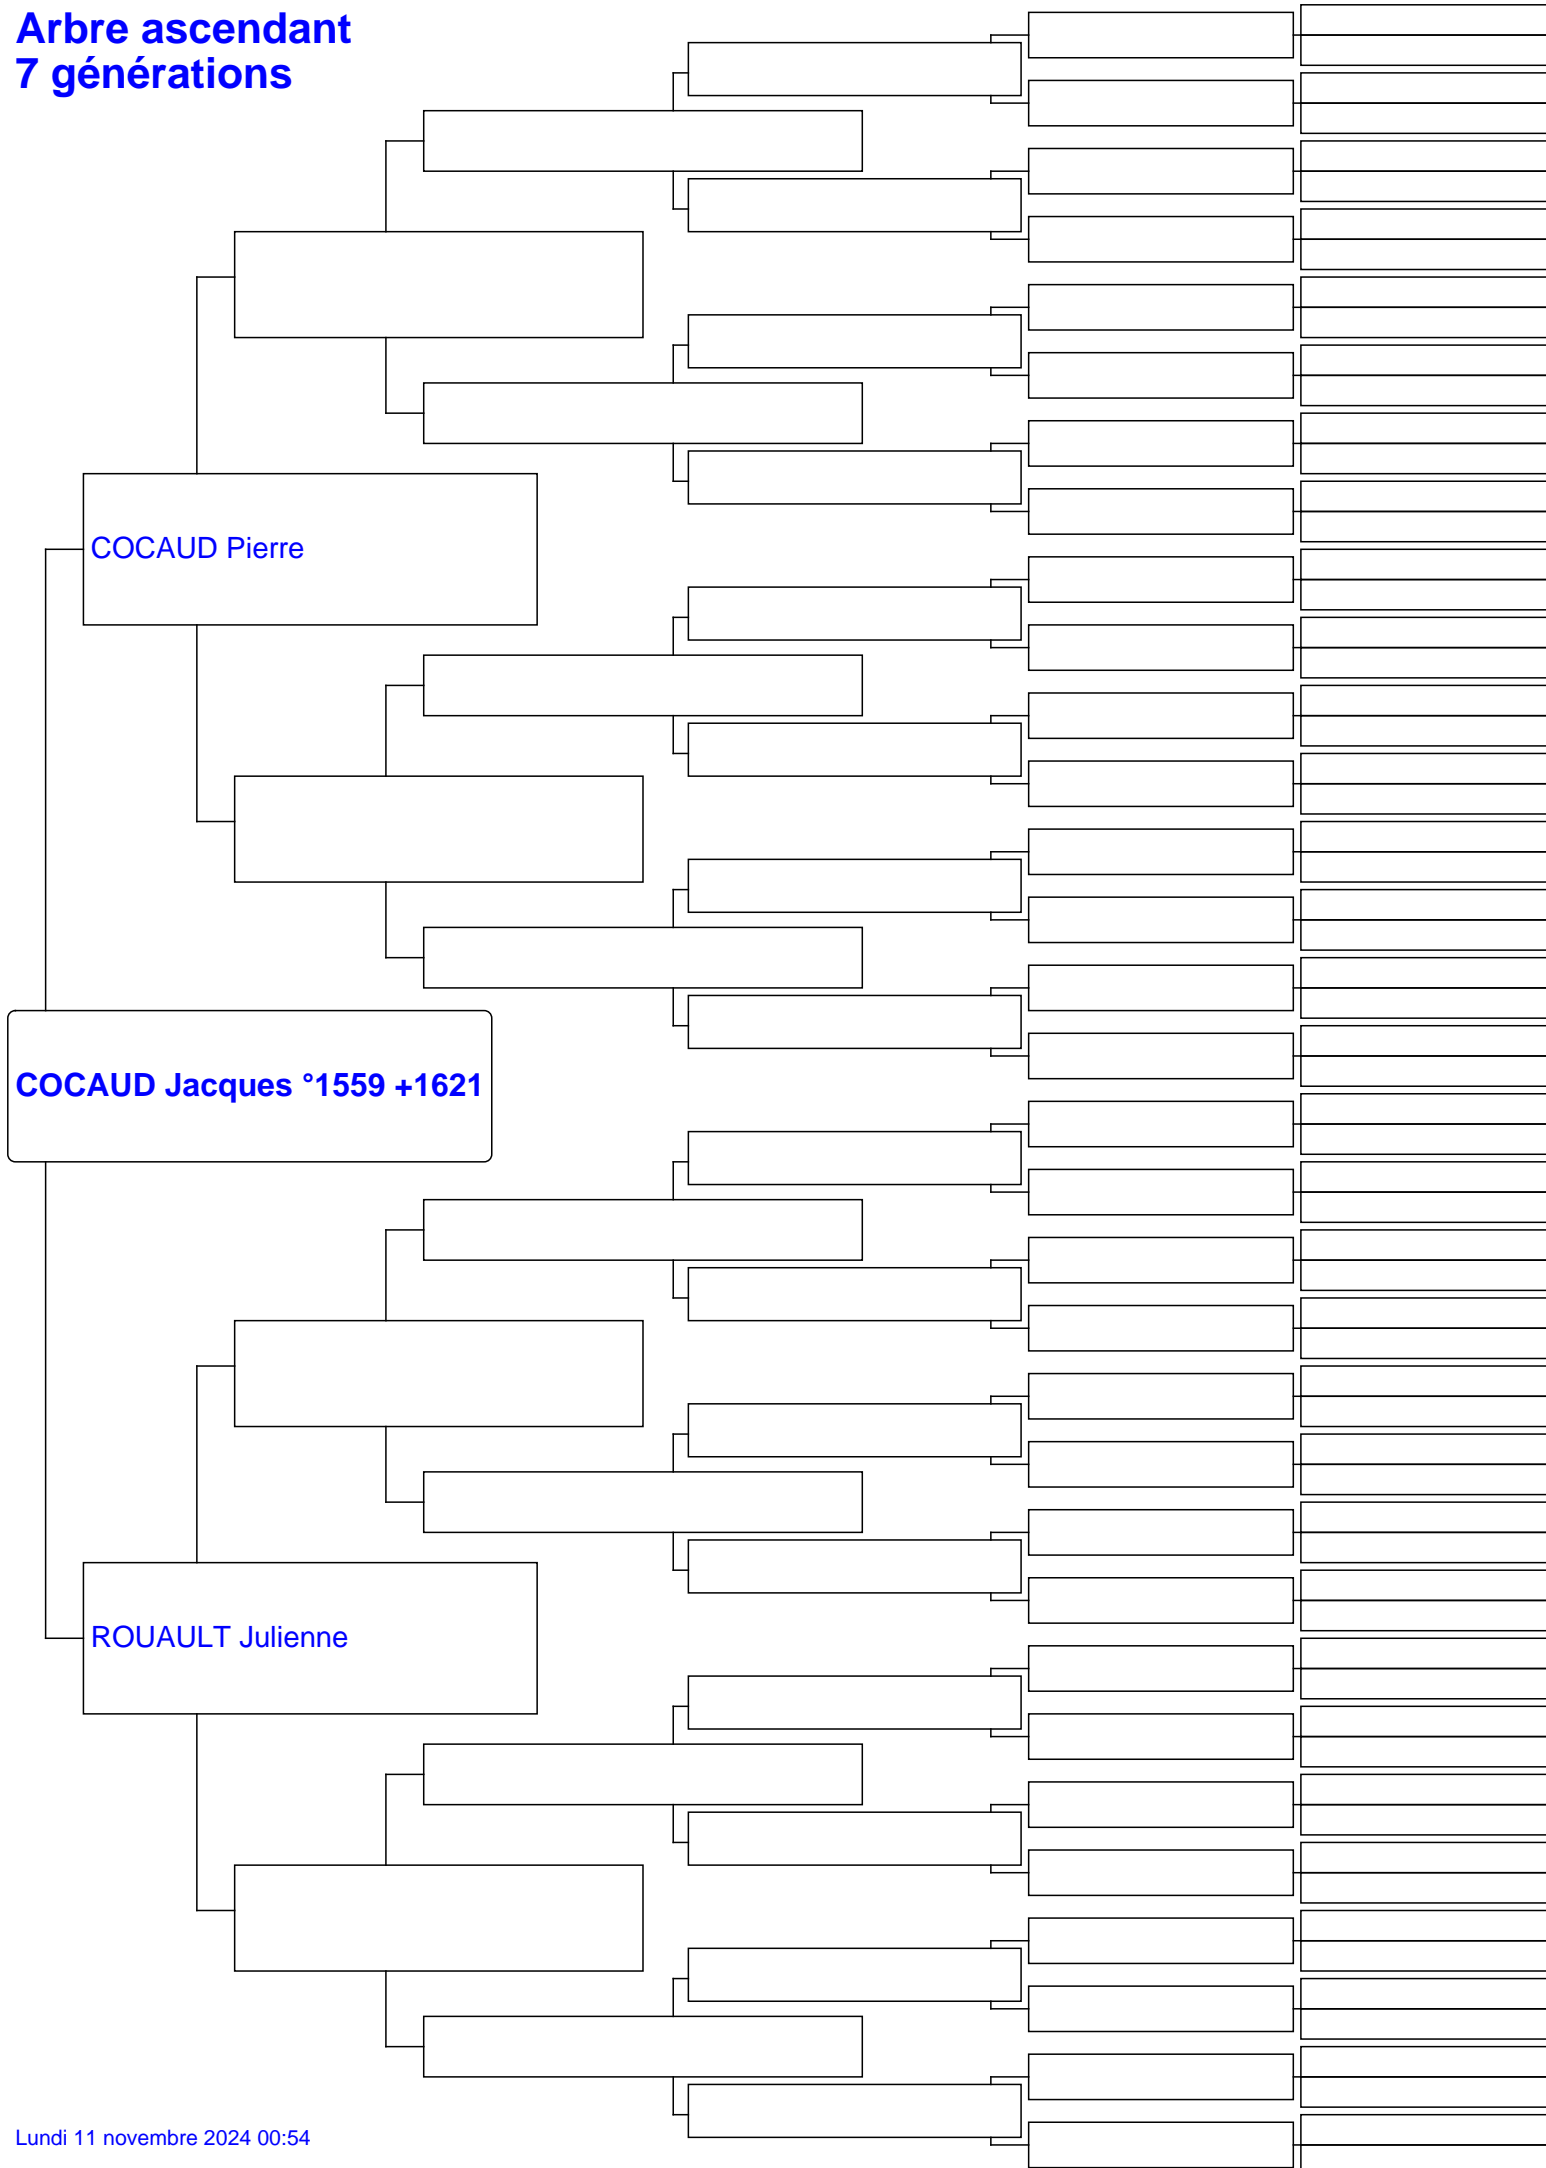 Arbre ascendant
7 générations
COCAUD Pierre
COCAUD Jacques °1559 +1621
ROUAULT Julienne
Lundi 11 novembre 2024 00:54